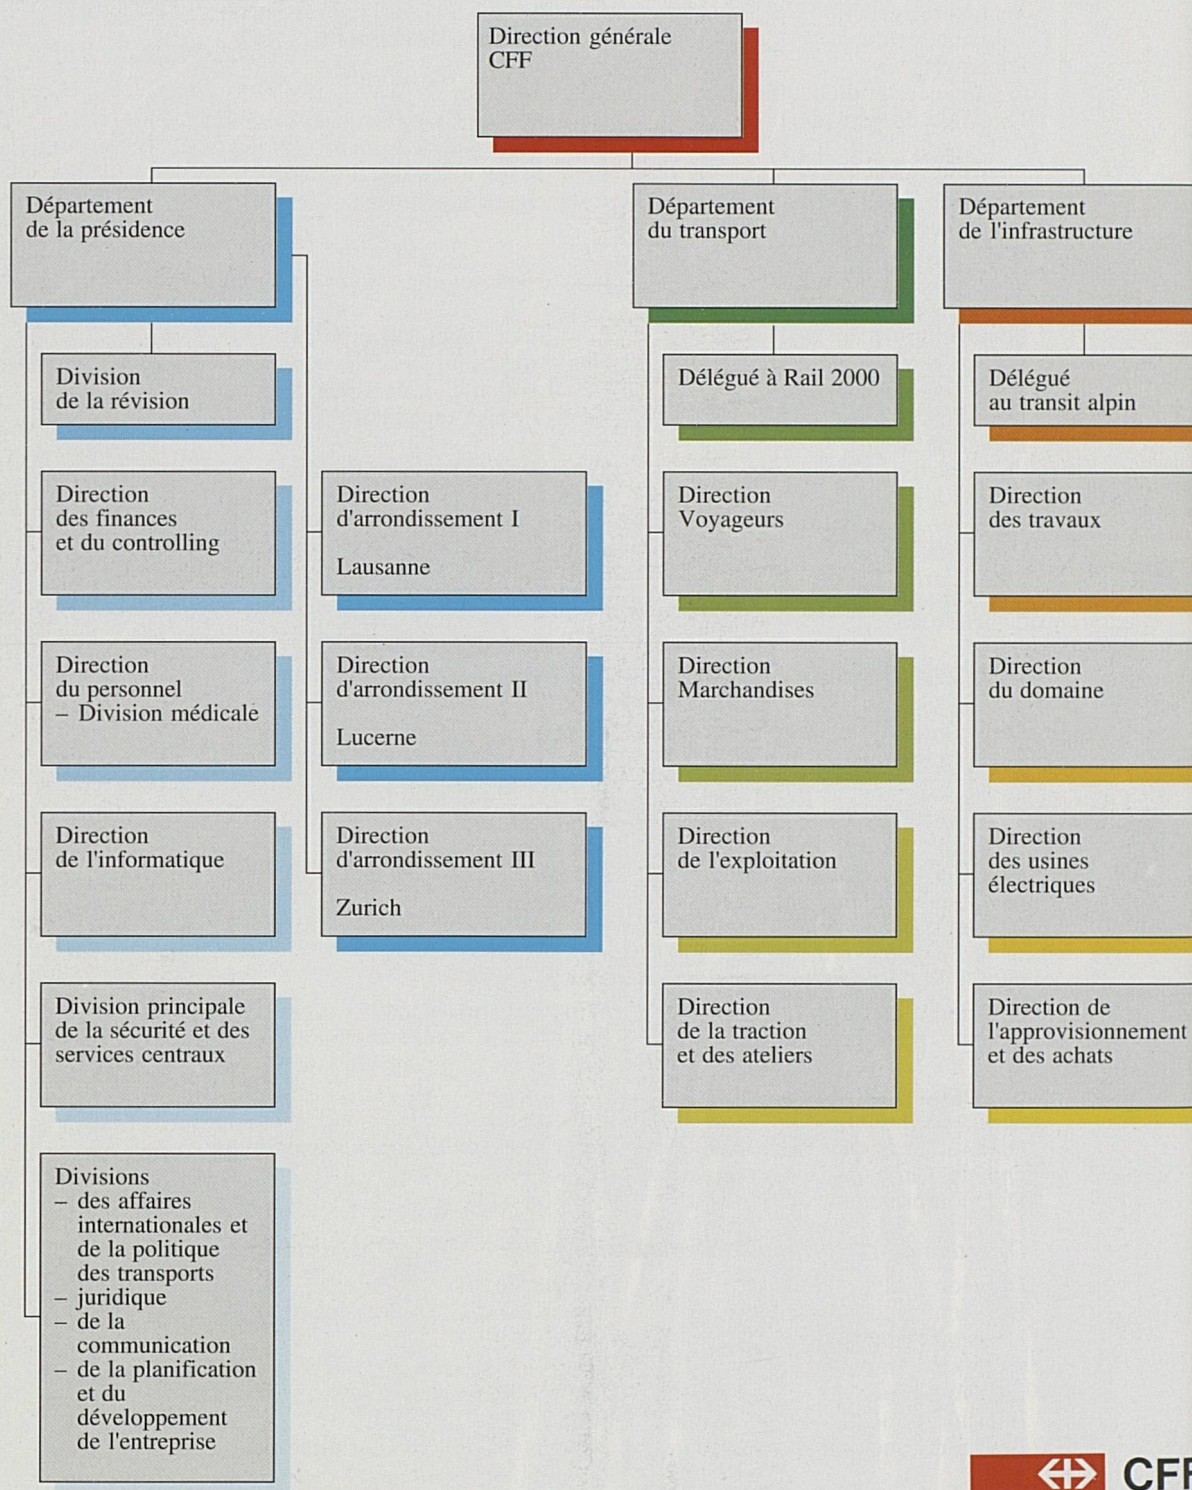 Direction générale
CFF
Département
de la présidence
Département
du transport
Département
de l'infrastructure
Division
de la révision
Délégué à Rail 2000
Délégué
au transit alpin
Direction
des finances
et du controlling
Direction
d'arrondissement I
Lausanne
Direction
Voyageurs
Direction
des travaux
Direction
du personnel
– Division médicale
Direction
d'arrondissement II
Lucerne
Direction
Marchandises
Direction
du domaine
Direction
de l'informatique
Direction
d'arrondissement III
Zurich
Direction
de l'exploitation
Direction
des usines
électriques
Division principale
de la sécurité et des
services centraux
Direction
de la traction
et des ateliers
Direction de
l'approvisionnement
et des achats
Divisions
– des affaires
internationales et
de la politique
des transports
– juridique
– de la
communication
– de la planification
et du
développement
de l'entreprise
CFF